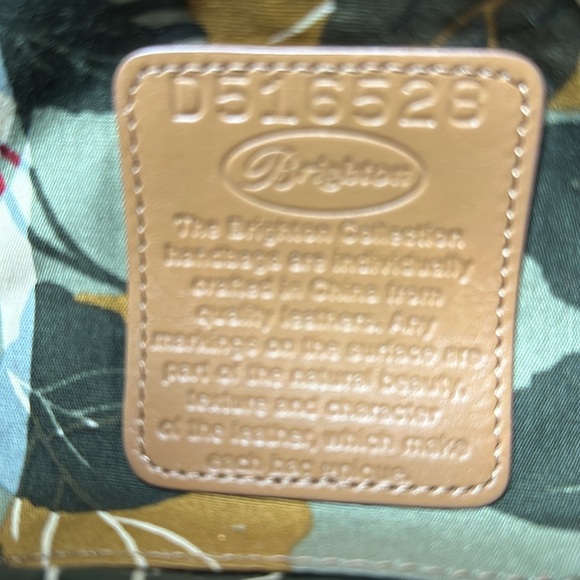 D516528
Brighton
The Brighton Collection
handbags are individually
crafted in China from
quality leathers. Any
markings on the surface are
part of the natural beauty,
texture and character
of the leather, which make
each bag unique.